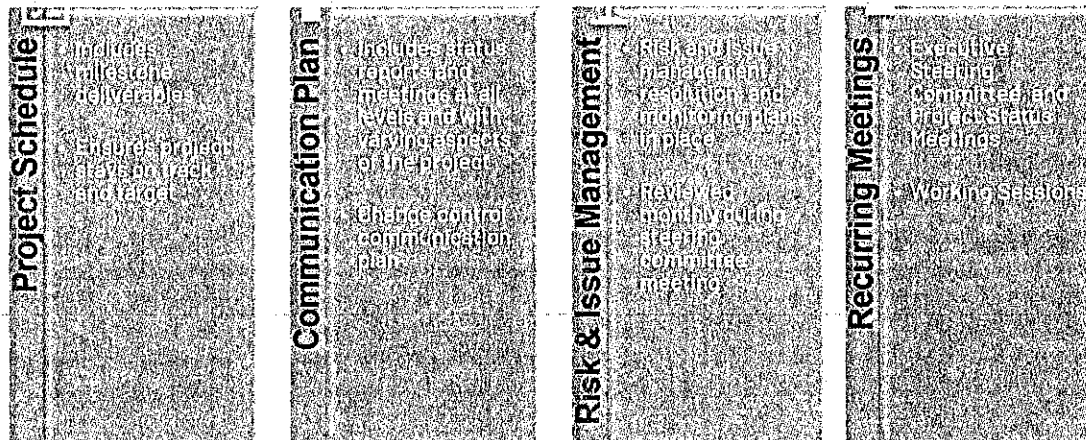 Project Schedule
• Includes
milestone
deliverables
• Ensures project
stays on track
and target
Communication Plan
• Includes status
reports and
meetings at all
levels and with
varying aspects
of the project
• Change control
communication
plan
Risk & Issue Management
• Risk and issue
management
resolution and
monitoring plans
in place
• Reviewed
monthly during
steering
committee
meeting
Recurring Meetings
• Executive
Steering
Committee and
Project Status
Meetings
• Working Sessions